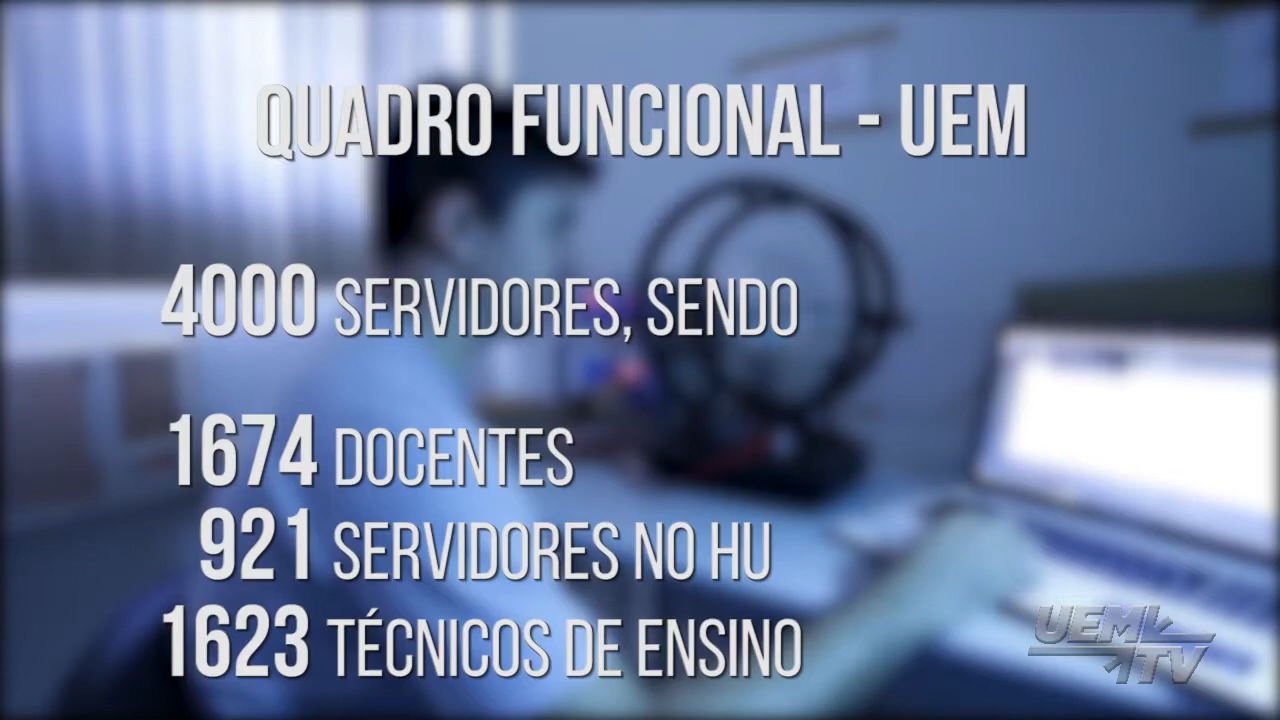 QUADRO FUNCIONAL - UEM
4000 SERVIDORES, SENDO
1674 DOCENTES
921 SERVIDORES NO HU
1623 TÉCNICOS DE ENSINO
UEM
TV